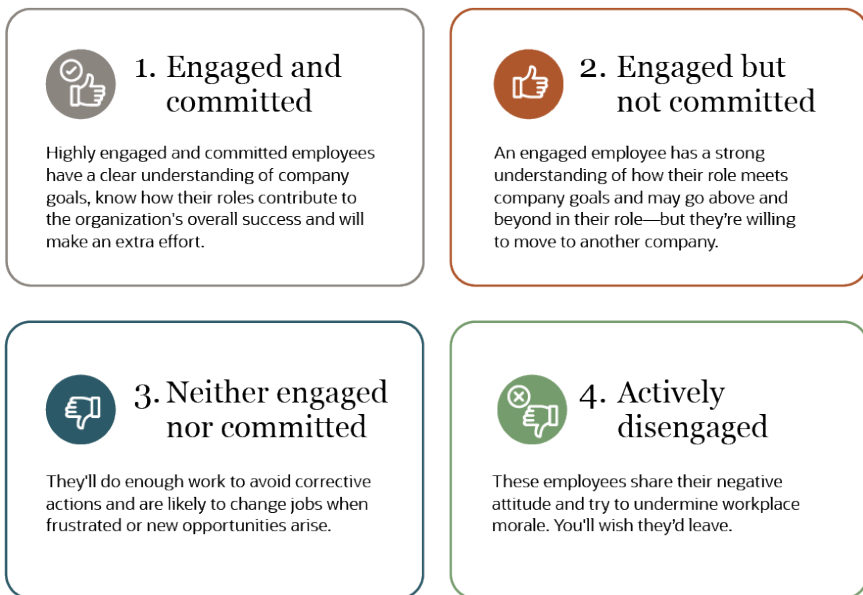 1. Engaged and
committed
Highly engaged and committed employees
have a clear understanding of company
goals, know how their roles contribute to
the organization's overall success and will
make an extra effort.
2. Engaged but
not committed
An engaged employee has a strong
understanding of how their role meets
company goals and may go above and
beyond in their role—but they're willing
to move to another company.
3. Neither engaged
nor committed
They'll do enough work to avoid corrective
actions and are likely to change jobs when
frustrated or new opportunities arise.
4. Actively
disengaged
These employees share their negative
attitude and try to undermine workplace
morale. You'll wish they’d leave.